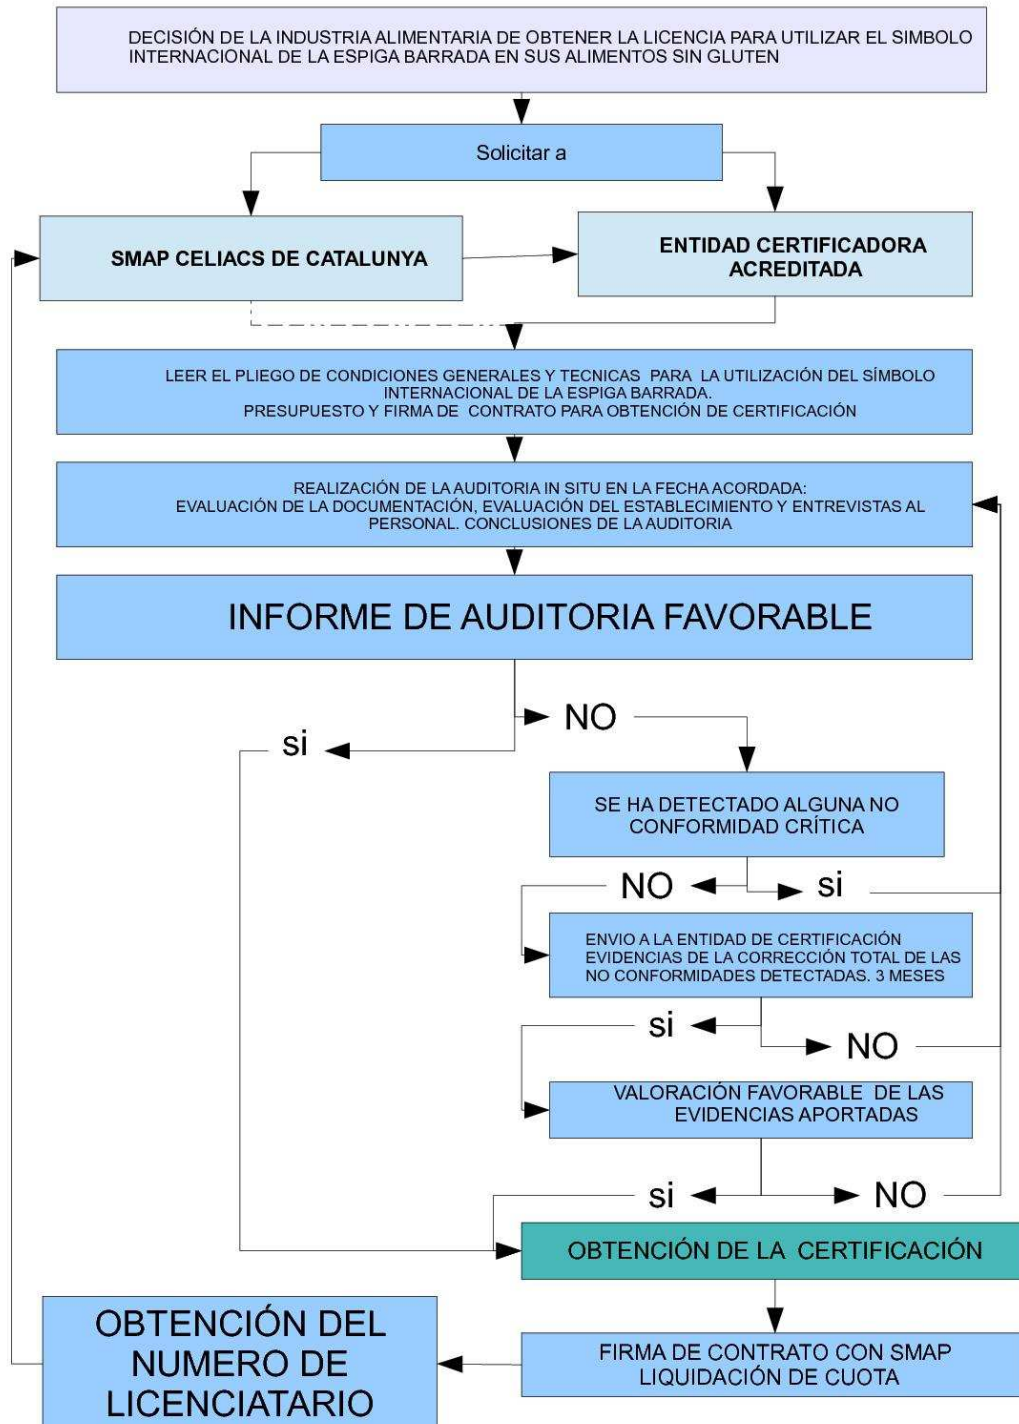 DECISIÓN DE LA INDUSTRIA ALIMENTARIA DE OBTENER LA LICENCIA PARA UTILIZAR EL SIMBOLO
INTERNACIONAL DE LA ESPIGA BARRADA EN SUS ALIMENTOS SIN GLUTEN
Solicitar a
SMAP CELIACS DE CATALUNYA
ENTIDAD CERTIFICADORA
ACREDITADA
LEER EL PLIEGO DE CONDICIONES GENERALES Y TECNICAS PARA LA UTILIZACIÓN DEL SÍMBOLO
INTERNACIONAL DE LA ESPIGA BARRADA.
PRESUPUESTO Y FIRMA DE CONTRATO PARA OBTENCIÓN DE CERTIFICACIÓN
REALIZACIÓN DE LA AUDITORIA IN SITU EN LA FECHA ACORDADA:
EVALUACIÓN DE LA DOCUMENTACIÓN, EVALUACIÓN DEL ESTABLECIMIENTO Y ENTREVISTAS AL
PERSONAL. CONCLUSIONES DE LA AUDITORIA
INFORME DE AUDITORIA FAVORABLE
NO
si
SE HA DETECTADO ALGUNA NO
CONFORMIDAD CRÍTICA
NO
si
ENVIO A LA ENTIDAD DE CERTIFICACIÓN
EVIDENCIAS DE LA CORRECCIÓN TOTAL DE LAS
NO CONFORMIDADES DETECTADAS. 3 MESES
si
NO
VALORACIÓN FAVORABLE DE LAS
EVIDENCIAS APORTADAS
si
NO
OBTENCIÓN DE LA CERTIFICACIÓN
FIRMA DE CONTRATO CON SMAP
LIQUIDACIÓN DE CUOTA
OBTENCIÓN DEL
NUMERO DE
LICENCIATARIO